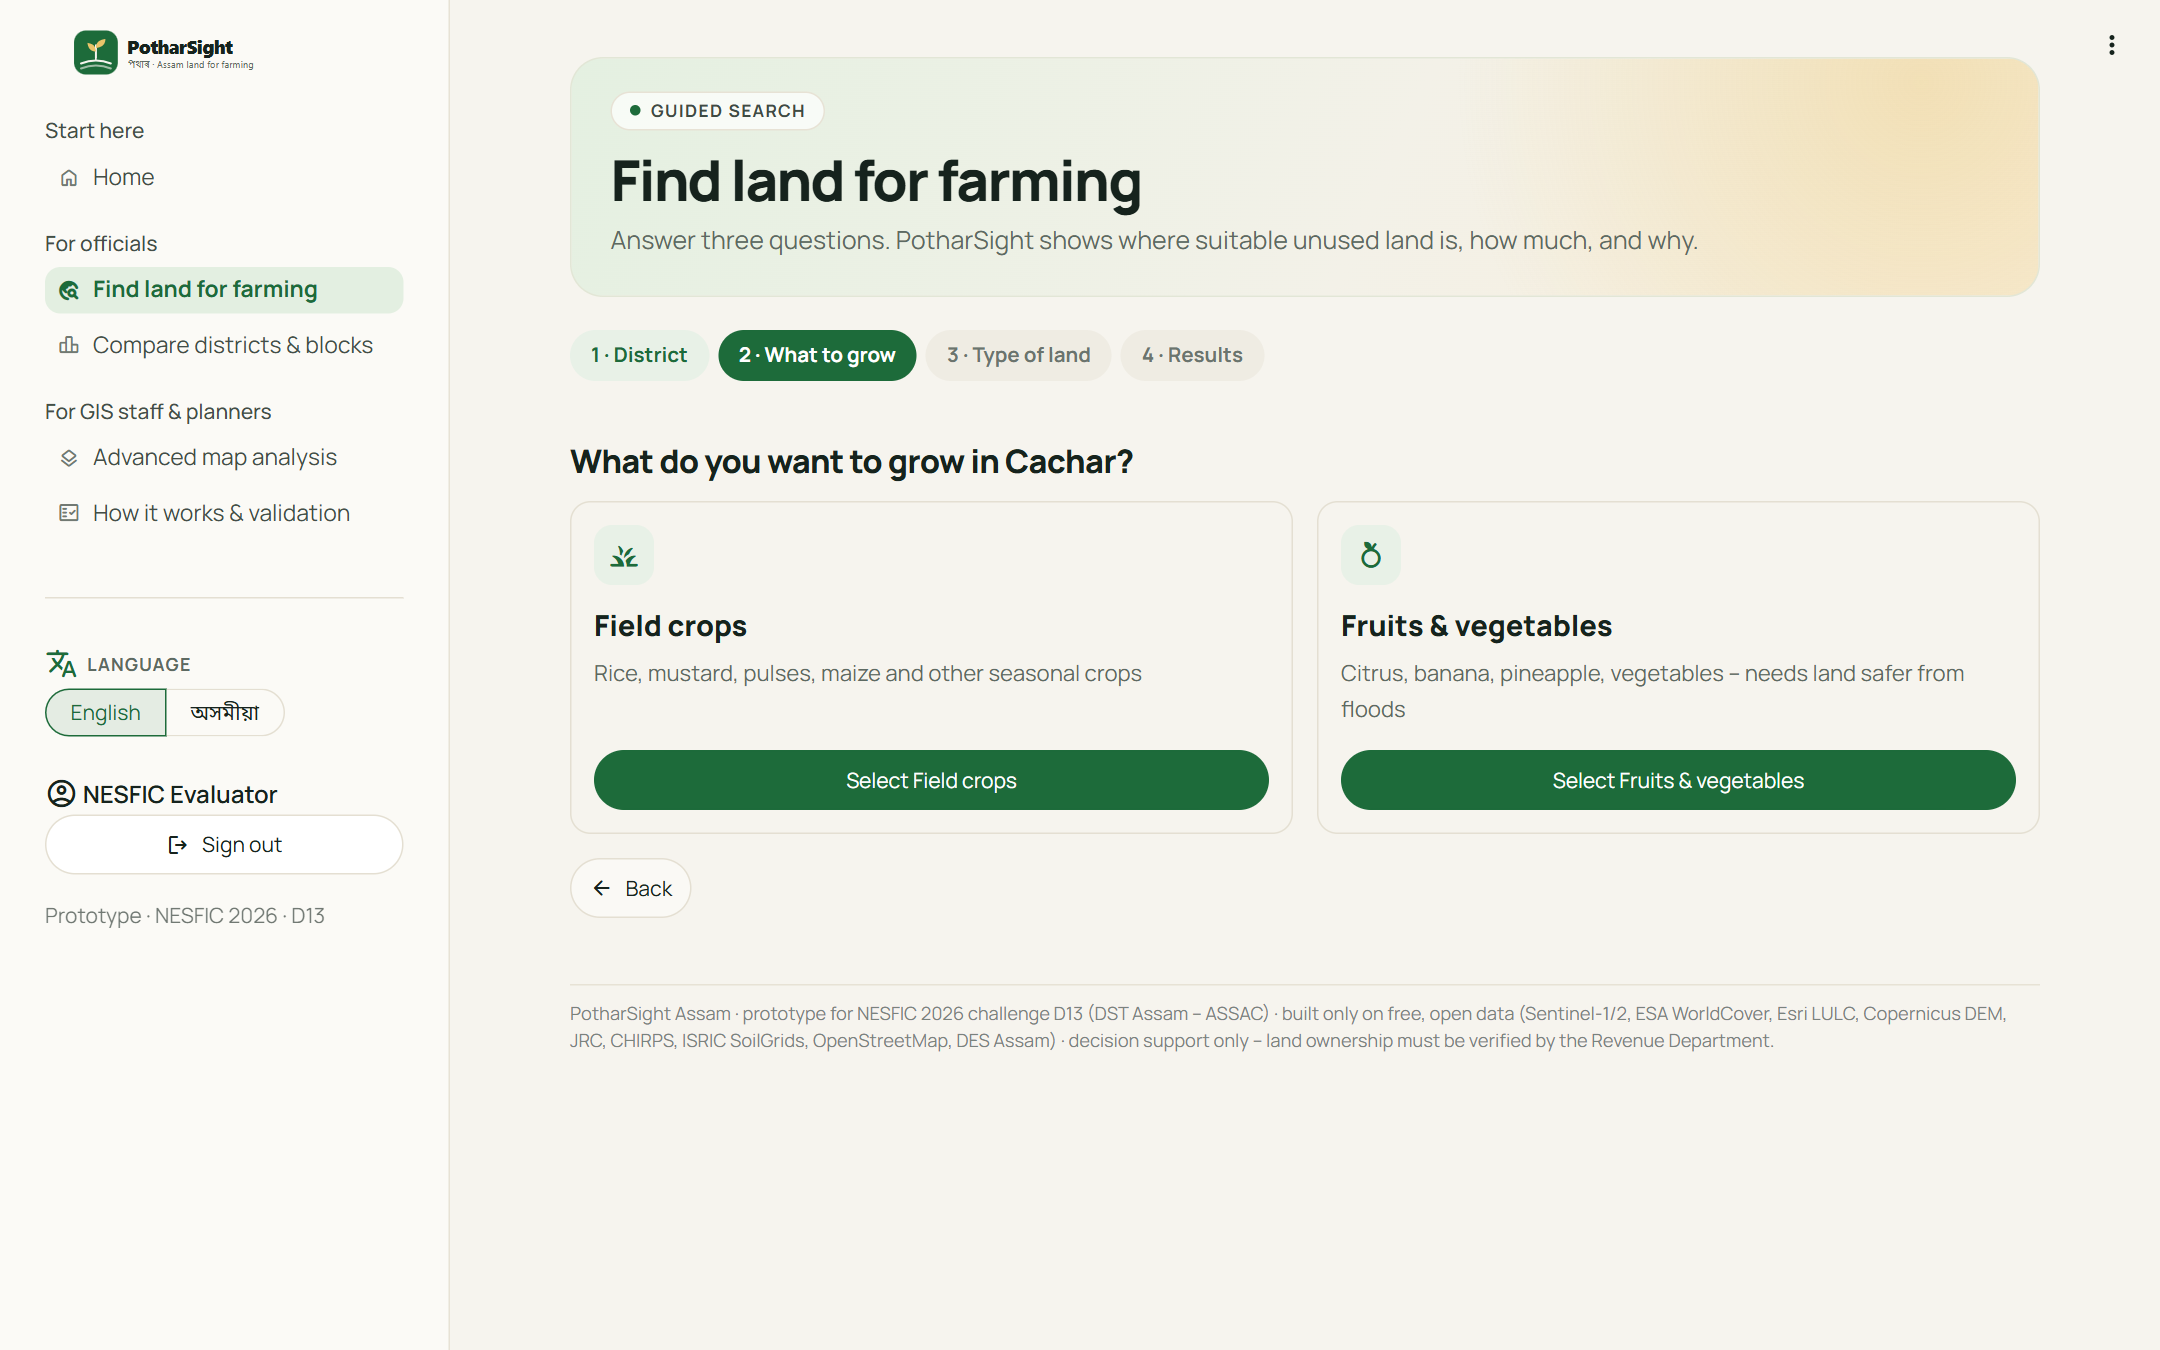 PotharSight
পথাৰ · Assam land for farming
Start here
Home
For officials
Find land for farming
Compare districts & blocks
For GIS staff & planners
Advanced map analysis
How it works & validation
LANGUAGE
English
অসমীয়া
NESFIC Evaluator
Sign out
Prototype · NESFIC 2026 · D13
GUIDED SEARCH
Find land for farming
Answer three questions. PotharSight shows where suitable unused land is, how much, and why.
1 · District
2 · What to grow
3 · Type of land
4 · Results
What do you want to grow in Cachar?
Field crops
Rice, mustard, pulses, maize and other seasonal crops
Select Field crops
Fruits & vegetables
Citrus, banana, pineapple, vegetables – needs land safer from
floods
Select Fruits & vegetables
Back
PotharSight Assam · prototype for NESFIC 2026 challenge D13 (DST Assam – ASSAC) · built only on free, open data (Sentinel-1/2, ESA WorldCover, Esri LULC, Copernicus DEM,
JRC, CHIRPS, ISRIC SoilGrids, OpenStreetMap, DES Assam) · decision support only – land ownership must be verified by the Revenue Department.